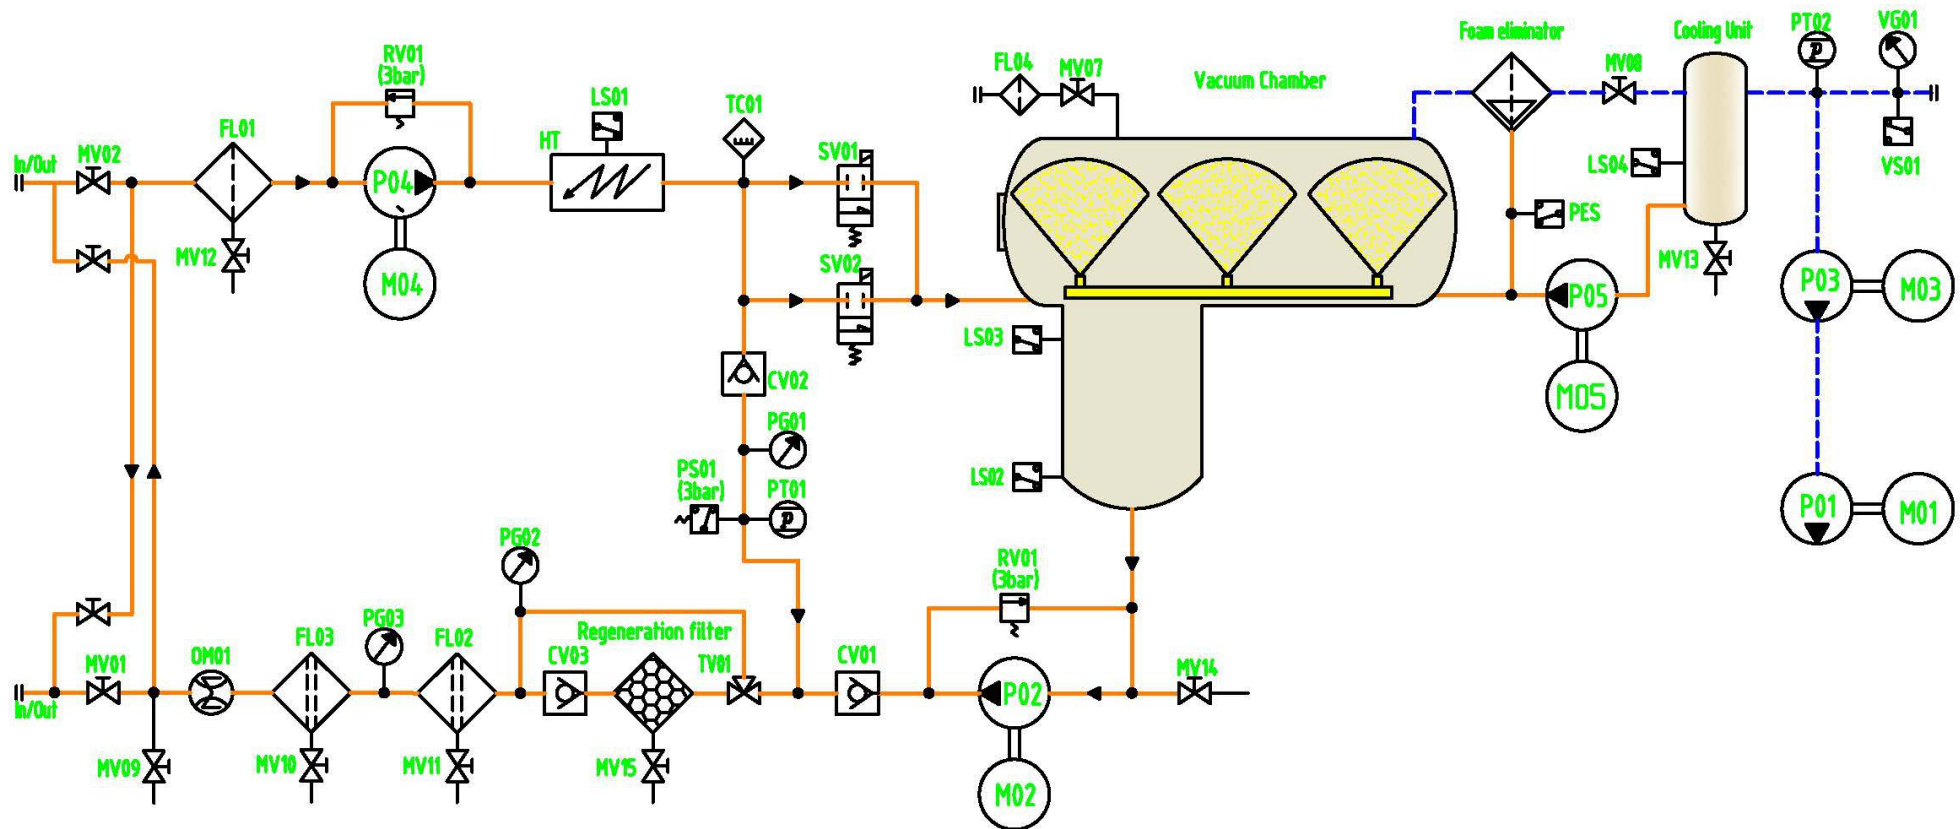 Foam eliminator
Cooling Unit
PT02
VG01
RV01
(3bar)
FL04
MV07
Vacuum Chamber
MV08
LS01
TC01
FL01
HT
In/Out
MV02
SV01
LS04
VS01
P04
PES
MV12
M04
SV02
MV13
P05
P03
M03
LS03
CV02
M05
PG01
PS01
(3bar)
PT01
LS02
P01
M01
PG02
RV01
(3bar)
PG03
Regeneration filter
FL03
FL02
CV03
TV01
CV01
MV01
OM01
MV14
P02
In/Out
MV09
MV10
MV11
MV15
M02
p
p